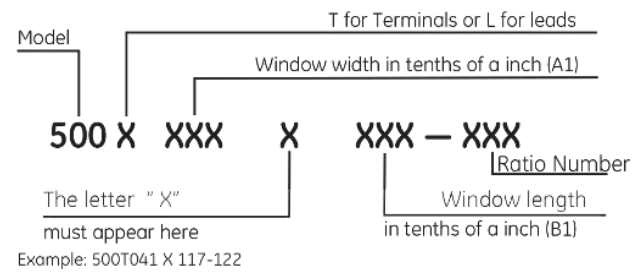 T for Terminals or L for leads
Model
Window width in tenths of a inch (A1)
500 X XXX X XXX — XXX
Ratio Number
The letter “ X” Window length
must appear here in tenths of a inch (B1)
Example: 500T041 X 117-122